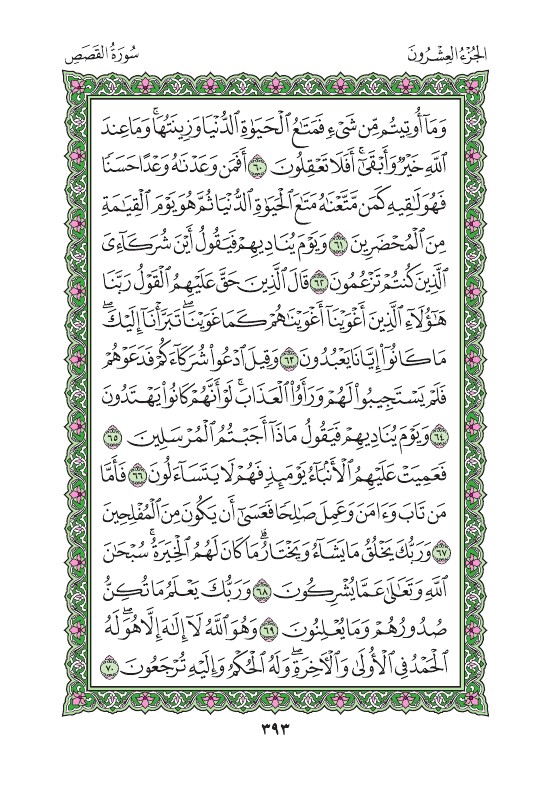 الجُزْءُ العِشْرُونَ
سُورَةُ القَصَصِ
وَمَآ أُوتِيتُم مِّن شَىْءٍ فَمَتَٰعُ ٱلْحَيَوٰةِ ٱلدُّنْيَا وَزِينَتُهَا ۚ وَمَا عِندَ
ٱللَّهِ خَيْرٌ وَأَبْقَىٰٓ ۚ أَفَلَا تَعْقِلُونَ ٦٠ أَفَمَن وَعَدْنَٰهُ وَعْدًا حَسَنًا
فَهُوَ لَٰقِيهِ كَمَن مَّتَّعْنَٰهُ مَتَٰعَ ٱلْحَيَوٰةِ ٱلدُّنْيَا ثُمَّ هُوَ يَوْمَ ٱلْقِيَٰمَةِ
مِنَ ٱلْمُحْضَرِينَ ٦١ وَيَوْمَ يُنَادِيهِمْ فَيَقُولُ أَيْنَ شُرَكَآءِىَ
ٱلَّذِينَ كُنتُمْ تَزْعُمُونَ ٦٢ قَالَ ٱلَّذِينَ حَقَّ عَلَيْهِمُ ٱلْقَوْلُ رَبَّنَا
هَٰٓؤُلَآءِ ٱلَّذِينَ أَغْوَيْنَآ أَغْوَيْنَٰهُمْ كَمَا غَوَيْنَا ۖ تَبَرَّأْنَآ إِلَيْكَ ۖ
مَا كَانُوٓا۟ إِيَّانَا يَعْبُدُونَ ٦٣ وَقِيلَ ٱدْعُوا۟ شُرَكَآءَكُمْ فَدَعَوْهُمْ
فَلَمْ يَسْتَجِيبُوا۟ لَهُمْ وَرَأَوُا۟ ٱلْعَذَابَ ۚ لَوْ أَنَّهُمْ كَانُوا۟ يَهْتَدُونَ
٦٤ وَيَوْمَ يُنَادِيهِمْ فَيَقُولُ مَاذَآ أَجَبْتُمُ ٱلْمُرْسَلِينَ ٦٥
فَعَمِيَتْ عَلَيْهِمُ ٱلْأَنۢبَآءُ يَوْمَئِذٍ فَهُمْ لَا يَتَسَآءَلُونَ ٦٦ فَأَمَّا
مَن تَابَ وَءَامَنَ وَعَمِلَ صَٰلِحًا فَعَسَىٰٓ أَن يَكُونَ مِنَ ٱلْمُفْلِحِينَ
٦٧ وَرَبُّكَ يَخْلُقُ مَا يَشَآءُ وَيَخْتَارُ ۗ مَا كَانَ لَهُمُ ٱلْخِيَرَةُ ۚ سُبْحَٰنَ
ٱللَّهِ وَتَعَٰلَىٰ عَمَّا يُشْرِكُونَ ٦٨ وَرَبُّكَ يَعْلَمُ مَا تُكِنُّ
صُدُورُهُمْ وَمَا يُعْلِنُونَ ٦٩ وَهُوَ ٱللَّهُ لَآ إِلَٰهَ إِلَّا هُوَ ۖ لَهُ
ٱلْحَمْدُ فِى ٱلْأُولَىٰ وَٱلْءَاخِرَةِ ۖ وَلَهُ ٱلْحُكْمُ وَإِلَيْهِ تُرْجَعُونَ ٧٠
٣٩٣